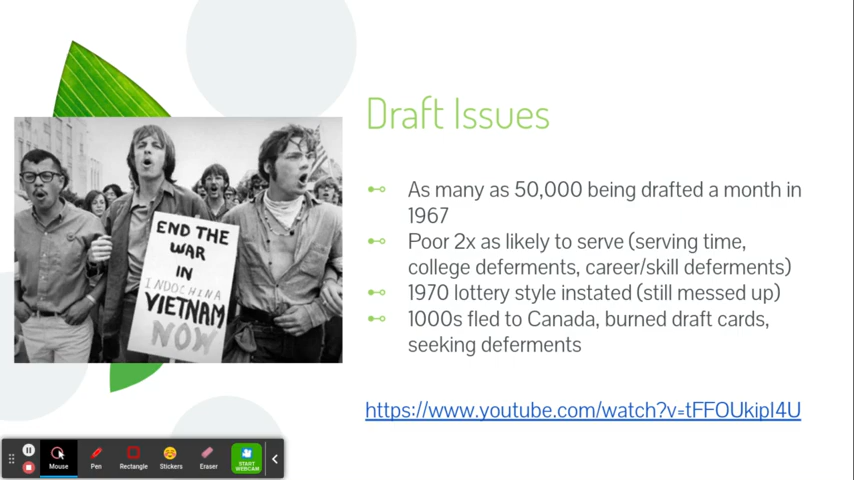 Draft Issues
As many as 50,000 being drafted a month in
1967
Poor 2x as likely to serve (serving time,
college deferments, career/skill deferments)
1970 lottery style instated (still messed up)
1000s fled to Canada, burned draft cards,
seeking deferments
https://www.youtube.com/watch?v=tFFOUkipI4U
END THE
WAR
IN
INDOCHINA
VIETNAM
NOW
Mouse
Pen
Rectangle
Stickers
Eraser
START
WEBCAM